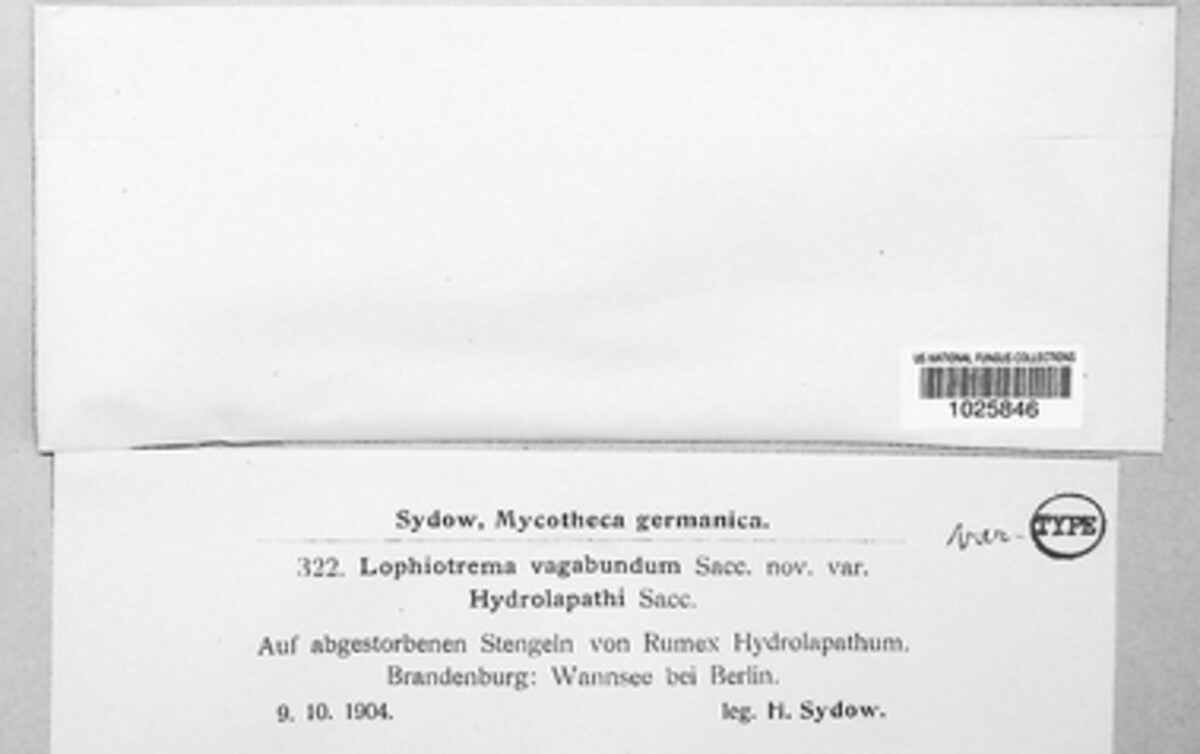 US NATIONAL FUNGUS COLLECTIONS
1025846
Sydow, Mycotheca germanica.
var- TYPE
322. Lophiotrema vagabundum Sacc. nov. var.
Hydrolapathi Sacc.
Auf abgestorbenen Stengeln von Rumex Hydrolapathum.
Brandenburg: Wannsee bei Berlin.
9. 10. 1904. leg. H. Sydow.